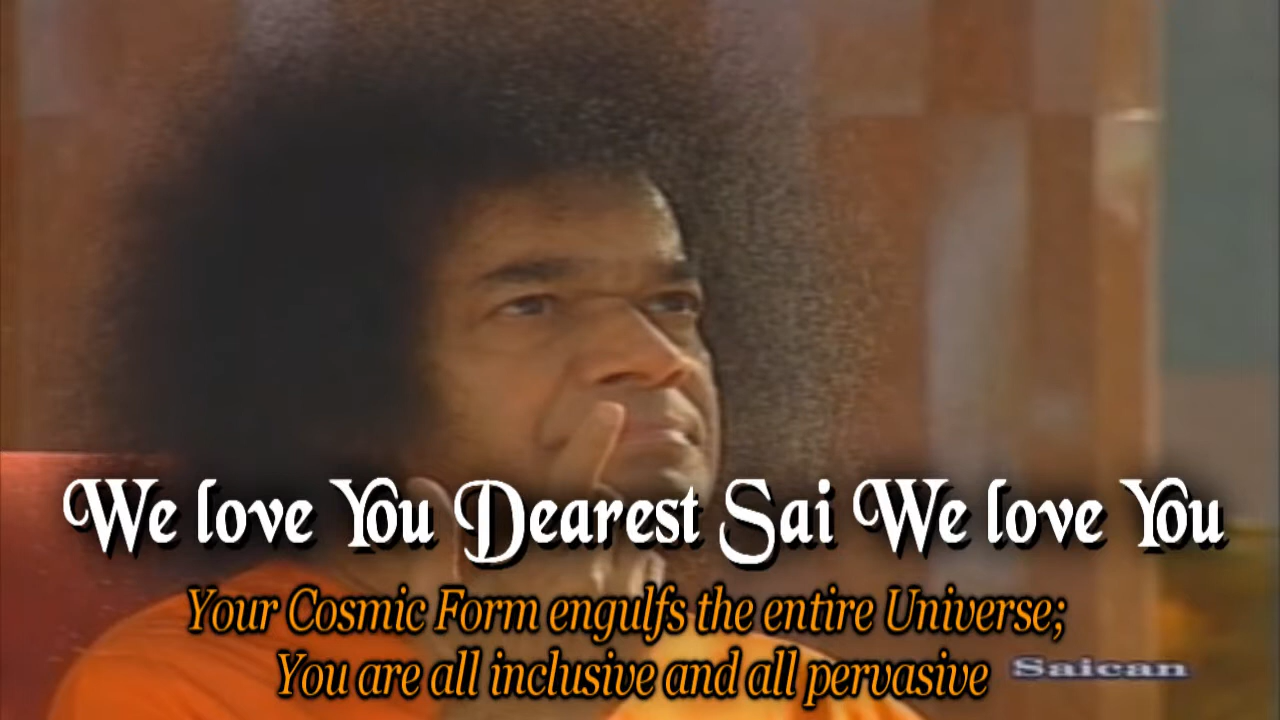 We love You Dearest Sai We love You
Your Cosmic Form engulfs the entire Universe;
You are all inclusive and all pervasive
Saican